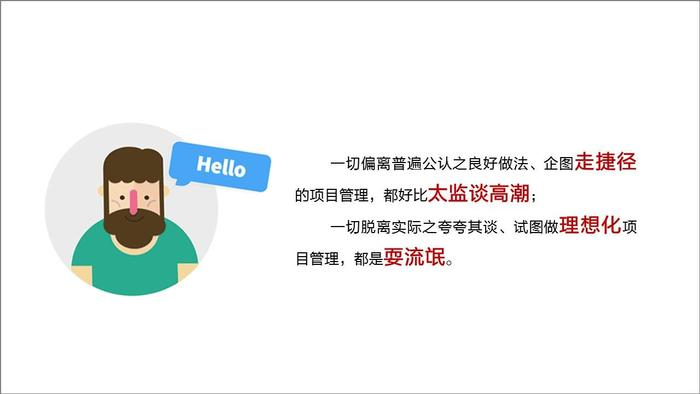 Hello
一切偏离普遍公认之良好做法、企图走捷径
的项目管理，都好比太监谈高潮；
一切脱离实际之夸夸其谈、试图做理想化项
目管理，都是耍流氓。